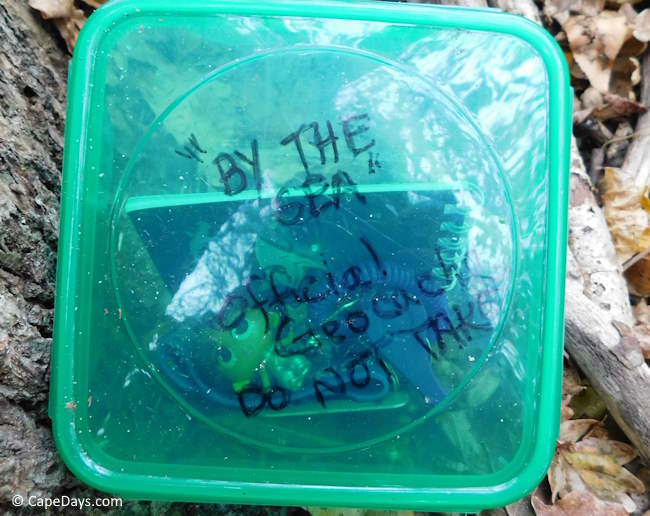 "BY THE
SEA"
official
Geocache
DO NOT TAKE
© CapeDays.com